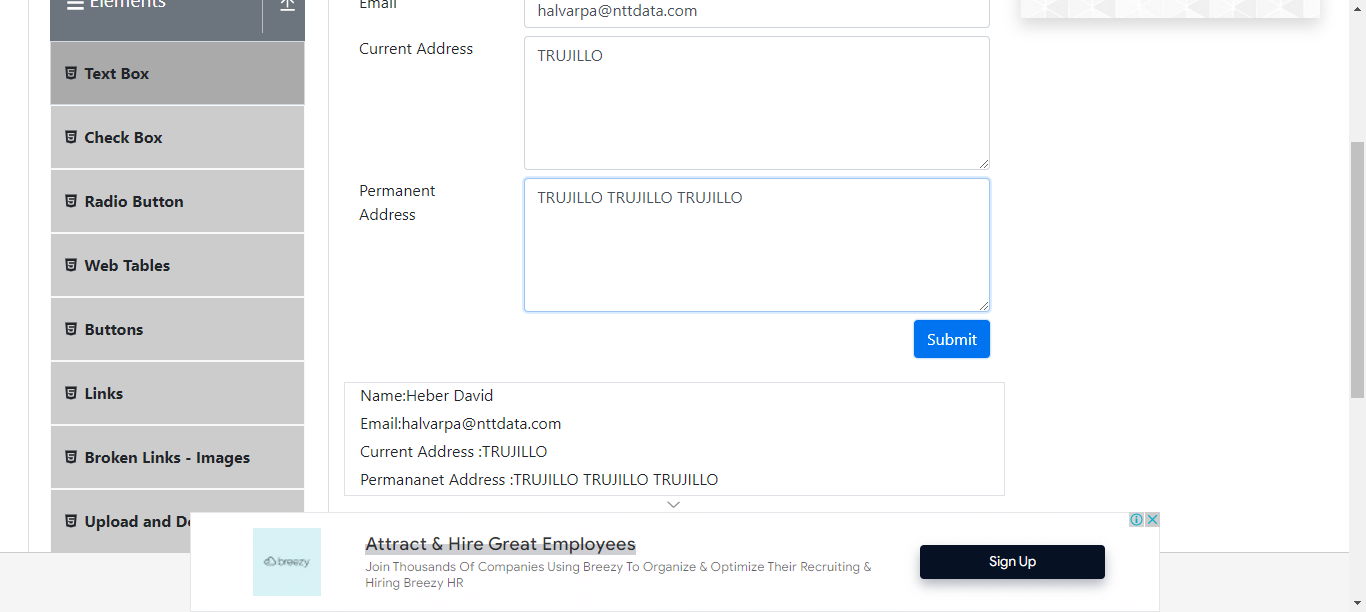 Elements
Text Box
Check Box
Radio Button
Web Tables
Buttons
Links
Broken Links - Images
Upload and Do
Email
halvarpa@nttdata.com
Current Address
TRUJILLO
Permanent
Address
TRUJILLO TRUJILLO TRUJILLO
Submit
Name:Heber David
Email:halvarpa@nttdata.com
Current Address :TRUJILLO
Permananet Address :TRUJILLO TRUJILLO TRUJILLO
breezy
Attract & Hire Great Employees
Join Thousands Of Companies Using Breezy To Organize & Optimize Their Recruiting &
Hiring Breezy HR
Sign Up